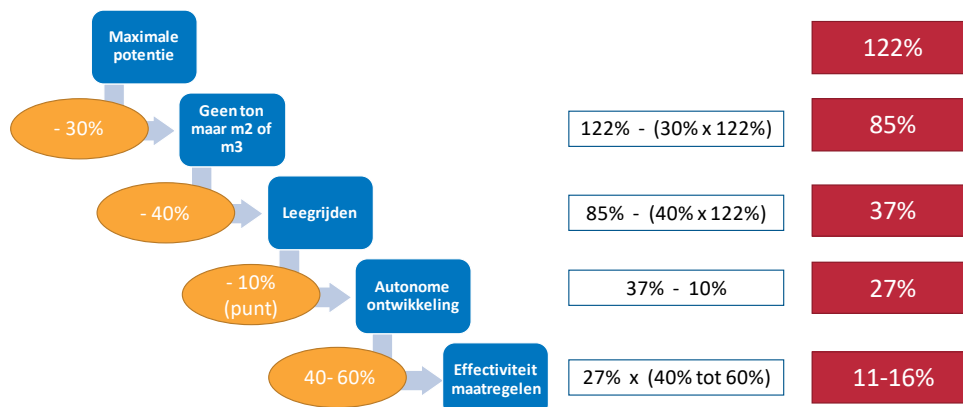 Maximale
potentie
122%
- 30%
Geen ton
maar m2 of
m3
122% - (30% x 122%)
85%
- 40%
Leegrijden
85% - (40% x 122%)
37%
- 10%
(punt)
Autonome
ontwikkeling
37% - 10%
27%
40- 60%
Effectiviteit
maatregelen
27% x (40% tot 60%)
11-16%